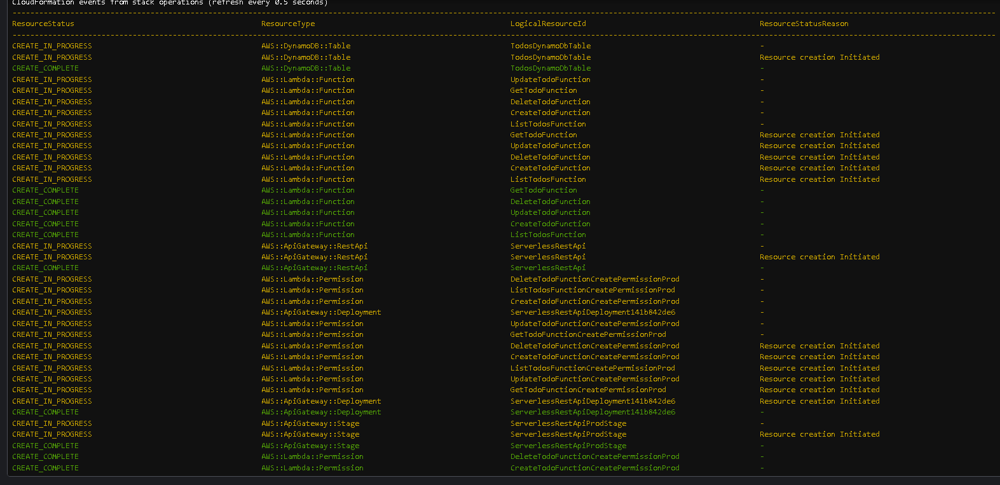 CloudFormation events from stack operations (refresh every 0.5 seconds)
ResourceStatus ResourceType LogicalResourceId ResourceStatusReason
CREATE_IN_PROGRESS AWS::DynamoDB::Table TodosDynamoDbTable -
CREATE_IN_PROGRESS AWS::DynamoDB::Table TodosDynamoDbTable Resource creation Initiated
CREATE_COMPLETE AWS::DynamoDB::Table TodosDynamoDbTable -
CREATE_IN_PROGRESS AWS::Lambda::Function UpdateTodoFunction -
CREATE_IN_PROGRESS AWS::Lambda::Function GetTodoFunction -
CREATE_IN_PROGRESS AWS::Lambda::Function DeleteTodoFunction -
CREATE_IN_PROGRESS AWS::Lambda::Function CreateTodoFunction -
CREATE_IN_PROGRESS AWS::Lambda::Function ListTodosFunction -
CREATE_IN_PROGRESS AWS::Lambda::Function GetTodoFunction Resource creation Initiated
CREATE_IN_PROGRESS AWS::Lambda::Function UpdateTodoFunction Resource creation Initiated
CREATE_IN_PROGRESS AWS::Lambda::Function DeleteTodoFunction Resource creation Initiated
CREATE_IN_PROGRESS AWS::Lambda::Function CreateTodoFunction Resource creation Initiated
CREATE_IN_PROGRESS AWS::Lambda::Function ListTodosFunction Resource creation Initiated
CREATE_COMPLETE AWS::Lambda::Function GetTodoFunction -
CREATE_COMPLETE AWS::Lambda::Function DeleteTodoFunction -
CREATE_COMPLETE AWS::Lambda::Function UpdateTodoFunction -
CREATE_COMPLETE AWS::Lambda::Function CreateTodoFunction -
CREATE_COMPLETE AWS::Lambda::Function ListTodosFunction -
CREATE_IN_PROGRESS AWS::ApiGateway::RestApi ServerlessRestApi -
CREATE_IN_PROGRESS AWS::ApiGateway::RestApi ServerlessRestApi Resource creation Initiated
CREATE_COMPLETE AWS::ApiGateway::RestApi ServerlessRestApi -
CREATE_IN_PROGRESS AWS::Lambda::Permission DeleteTodoFunctionCreatePermissionProd -
CREATE_IN_PROGRESS AWS::Lambda::Permission ListTodosFunctionCreatePermissionProd -
CREATE_IN_PROGRESS AWS::Lambda::Permission CreateTodoFunctionCreatePermissionProd -
CREATE_IN_PROGRESS AWS::ApiGateway::Deployment ServerlessRestApiDeployment141b842de6 -
CREATE_IN_PROGRESS AWS::Lambda::Permission UpdateTodoFunctionCreatePermissionProd -
CREATE_IN_PROGRESS AWS::Lambda::Permission GetTodoFunctionCreatePermissionProd -
CREATE_IN_PROGRESS AWS::Lambda::Permission DeleteTodoFunctionCreatePermissionProd Resource creation Initiated
CREATE_IN_PROGRESS AWS::Lambda::Permission CreateTodoFunctionCreatePermissionProd Resource creation Initiated
CREATE_IN_PROGRESS AWS::Lambda::Permission ListTodosFunctionCreatePermissionProd Resource creation Initiated
CREATE_IN_PROGRESS AWS::Lambda::Permission UpdateTodoFunctionCreatePermissionProd Resource creation Initiated
CREATE_IN_PROGRESS AWS::Lambda::Permission GetTodoFunctionCreatePermissionProd Resource creation Initiated
CREATE_IN_PROGRESS AWS::ApiGateway::Deployment ServerlessRestApiDeployment141b842de6 Resource creation Initiated
CREATE_COMPLETE AWS::ApiGateway::Deployment ServerlessRestApiDeployment141b842de6 -
CREATE_IN_PROGRESS AWS::ApiGateway::Stage ServerlessRestApiProdStage -
CREATE_IN_PROGRESS AWS::ApiGateway::Stage ServerlessRestApiProdStage Resource creation Initiated
CREATE_COMPLETE AWS::ApiGateway::Stage ServerlessRestApiProdStage -
CREATE_COMPLETE AWS::Lambda::Permission DeleteTodoFunctionCreatePermissionProd -
CREATE_COMPLETE AWS::Lambda::Permission CreateTodoFunctionCreatePermissionProd -